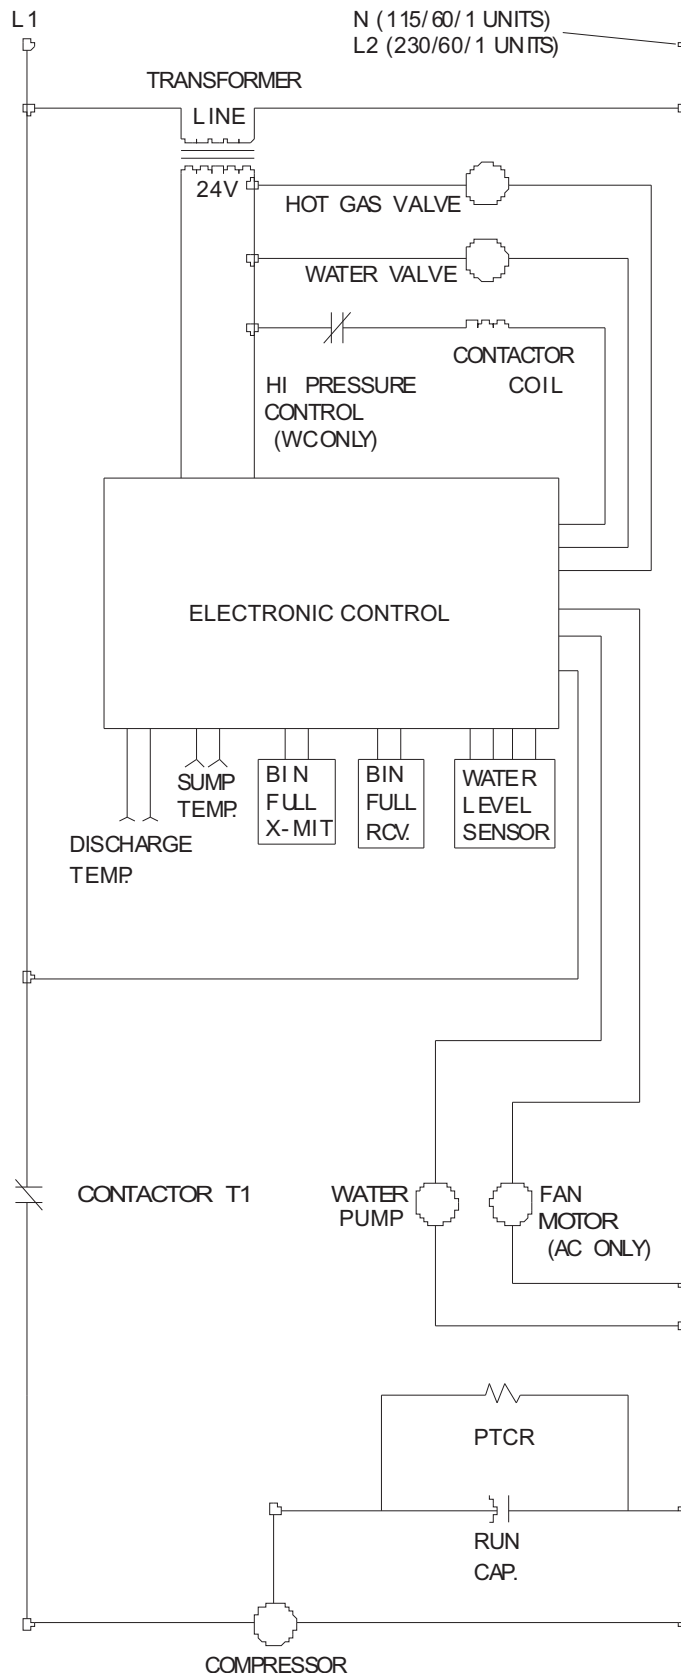 L1
N (115/60/1 UNITS)
L2 (230/60/1 UNITS)
TRANSFORMER
LINE
24V
HOT GAS VALVE
WATER VALVE
CONTACTOR
COIL
HI PRESSURE
CONTROL
(WC ONLY)
ELECTRONIC CONTROL
SUMP
TEMP.
BIN
FULL
X-MIT
BIN
FULL
RCV.
WATER
LEVEL
SENSOR
DISCHARGE
TEMP.
CONTACTOR T1
WATER
PUMP
FAN
MOTOR
(AC ONLY)
PTCR
RUN
CAP.
COMPRESSOR